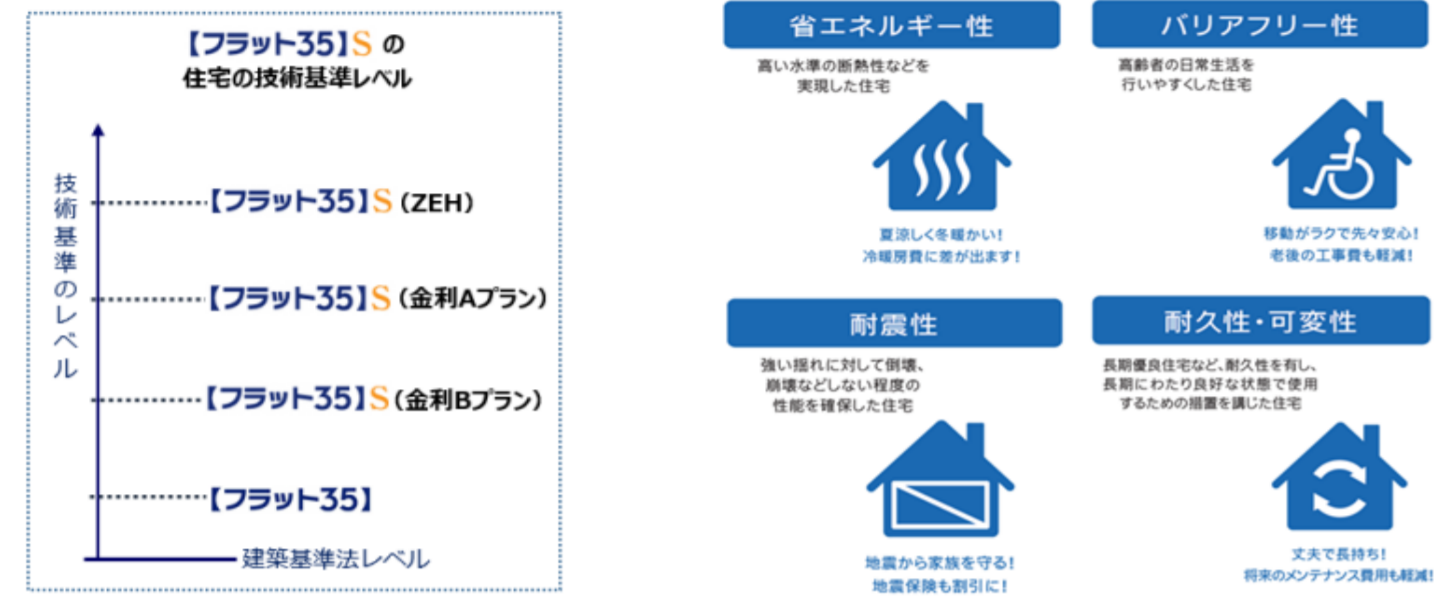 【フラット35】S の
住宅の技術基準レベル
技術基準のレベル
【フラット35】S（ZEH）
【フラット35】S（金利Aプラン）
【フラット35】S（金利Bプラン）
【フラット35】
建築基準法レベル
省エネルギー性
高い水準の断熱性などを
実現した住宅
夏涼しく冬暖かい！
冷暖房費に差が出ます！
バリアフリー性
高齢者の日常生活を
行いやすくした住宅
移動がラクで先々安心！
老後の工事費も軽減！
耐震性
強い揺れに対して倒壊、
崩壊などしない程度の
性能を確保した住宅
地震から家族を守る！
地震保険も割引に！
耐久性・可変性
長期優良住宅など、耐久性を有し、
長期にわたり良好な状態で使用
するための措置を講じた住宅
丈夫で長持ち！
将来のメンテナンス費用も軽減！